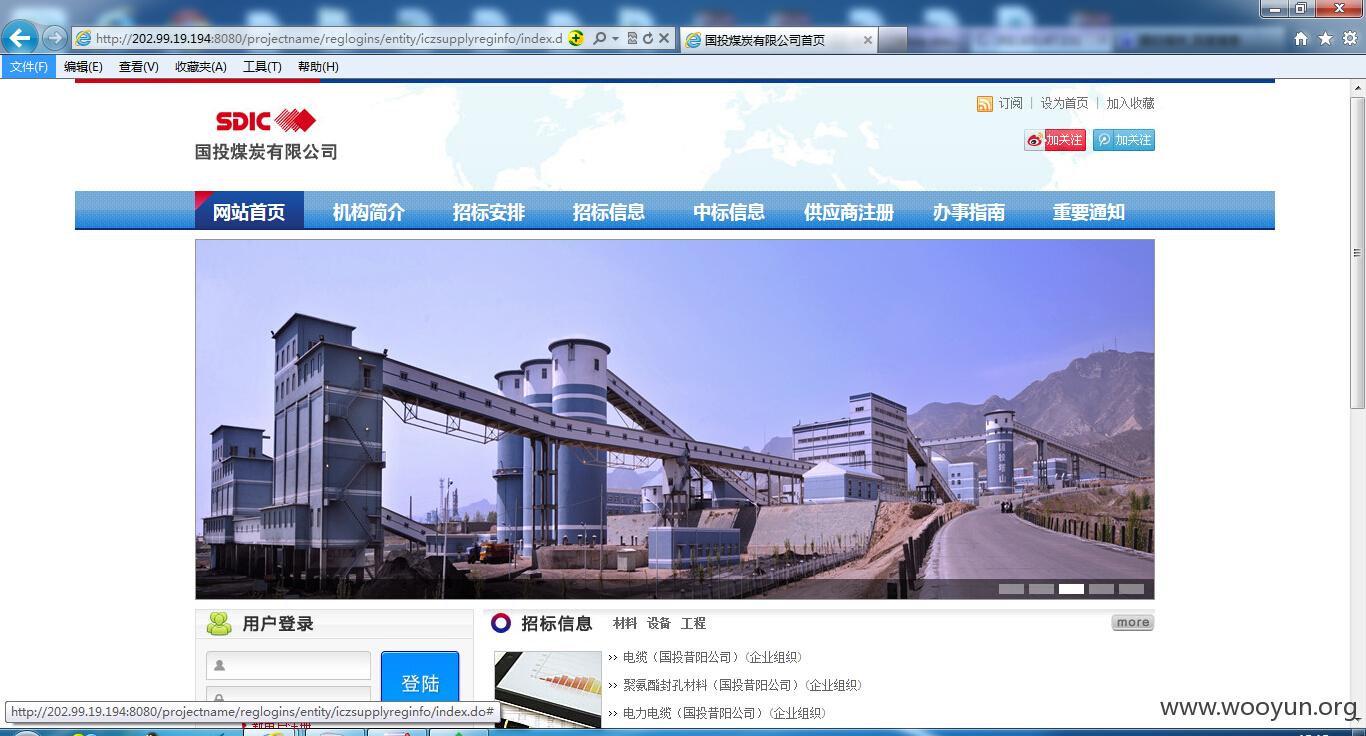 http://202.99.19.194:8080/projectname/reglogins/entity/iczsupplyreginfo/index.d
国投煤炭有限公司首页
文件(F) 编辑(E) 查看(V) 收藏夹(A) 工具(T) 帮助(H)
订阅 | 设为首页 | 加入收藏
SDIC
国投煤炭有限公司
加关注 加关注
网站首页 机构简介 招标安排 招标信息 中标信息 供应商注册 办事指南 重要通知
国投塔山
用户登录
招标信息 材料 设备 工程 more
登陆
电缆（国投昔阳公司）(企业组织)
聚氨酯封孔材料（国投昔阳公司）(企业组织)
电力电缆（国投昔阳公司）(企业组织)
http://202.99.19.194:8080/projectname/reglogins/entity/iczsupplyreginfo/index.do#
www.wooyun.org